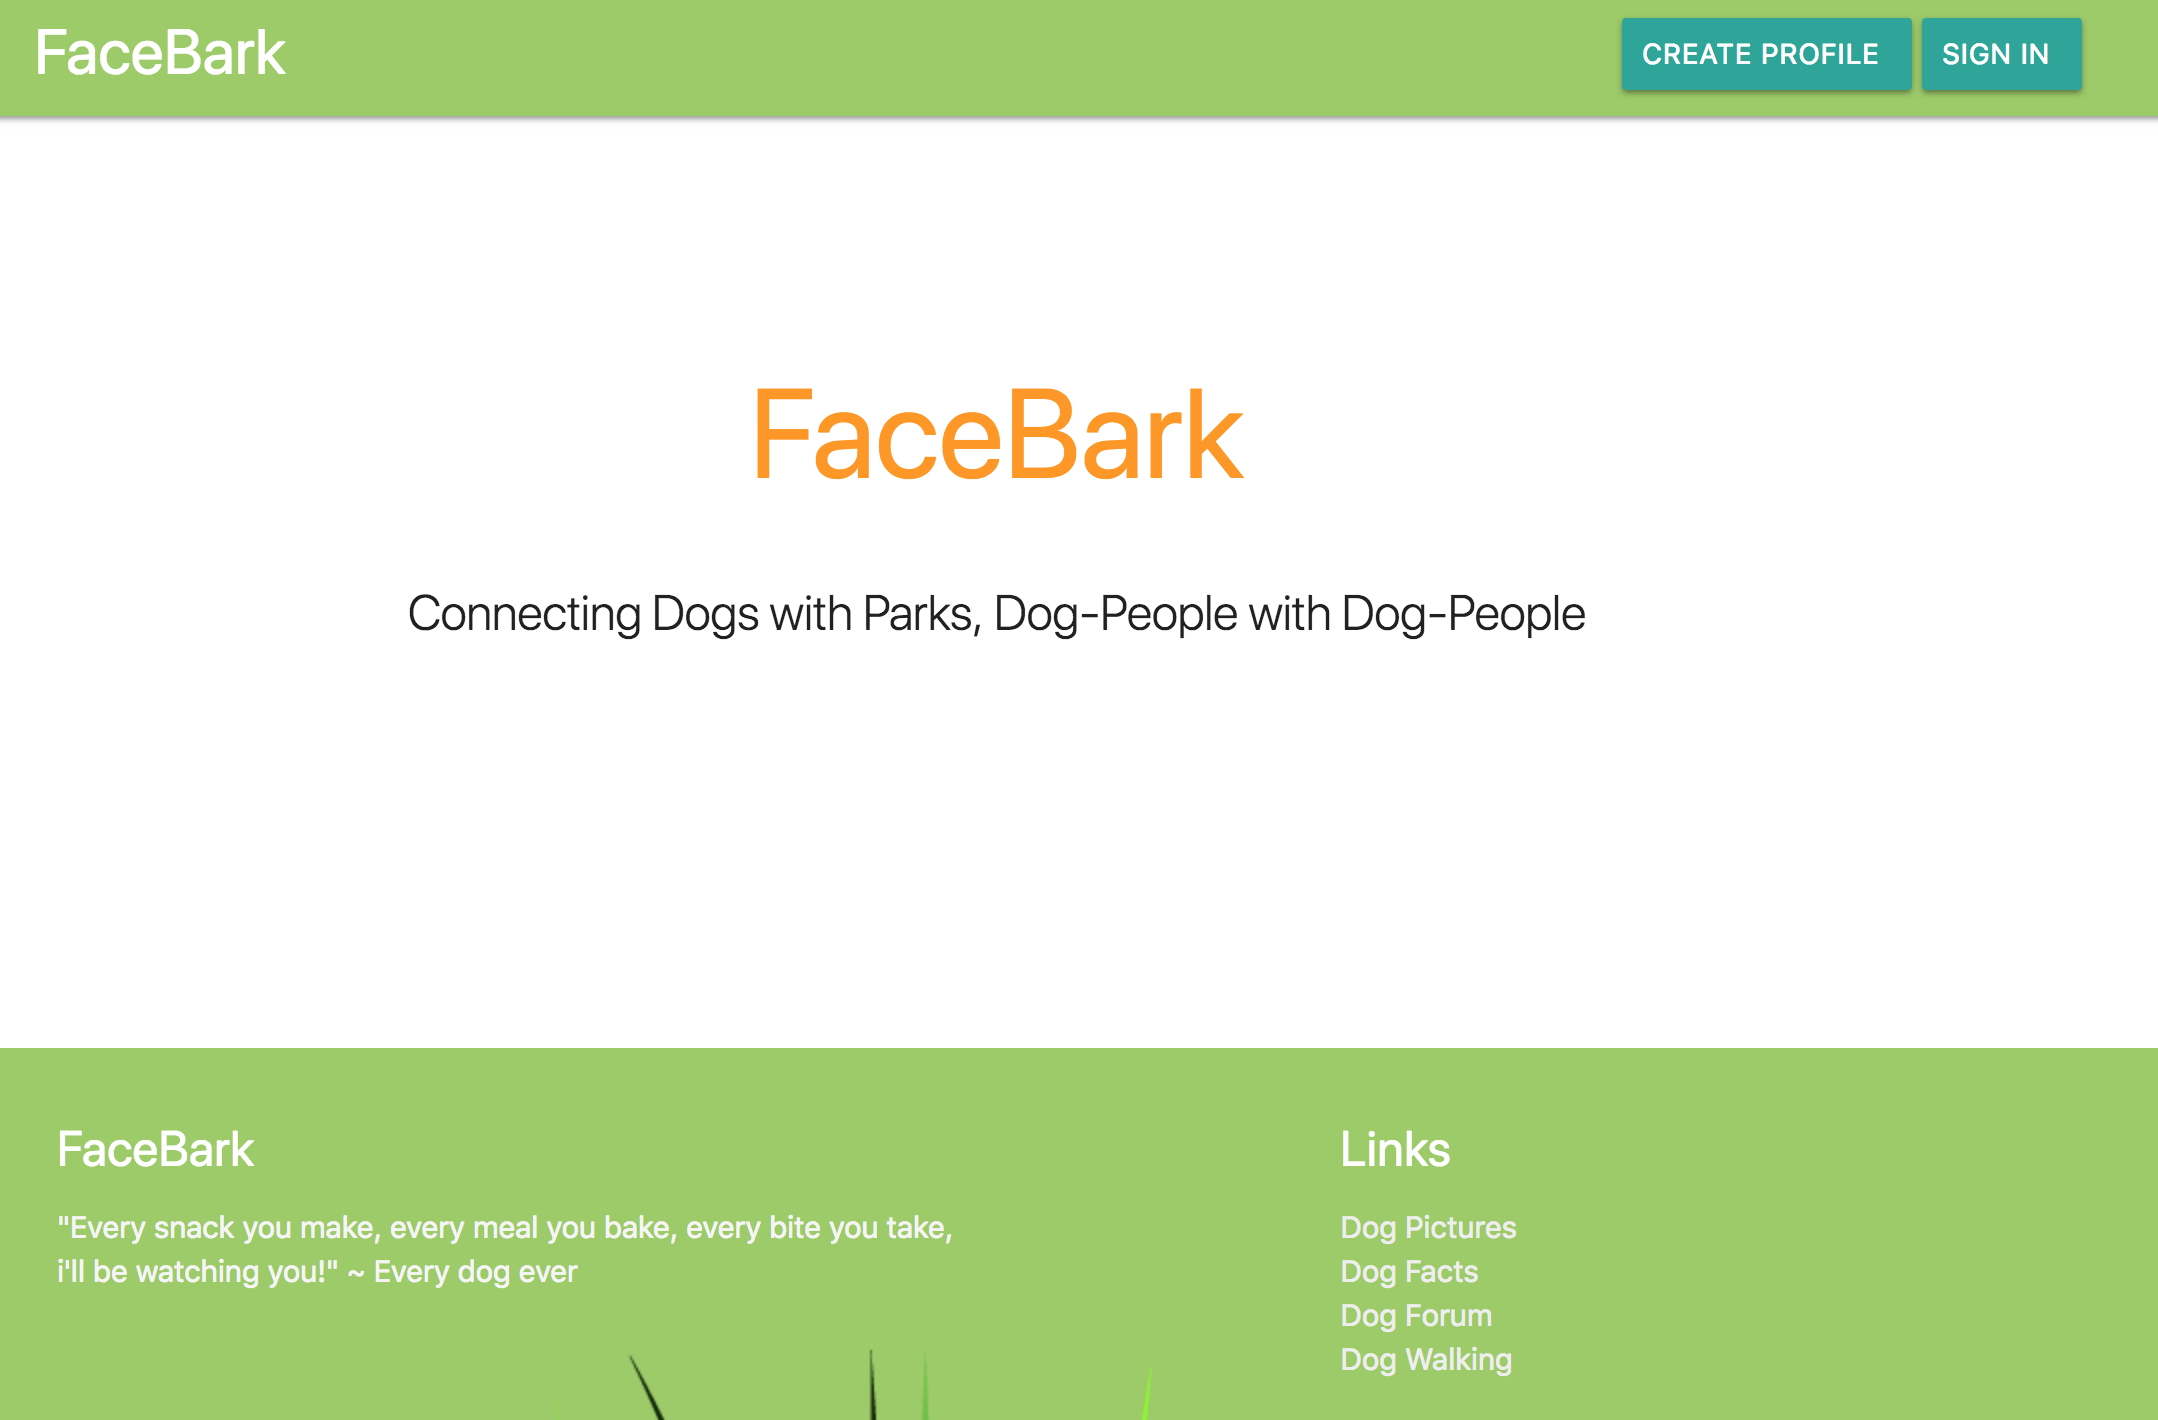 FaceBark
CREATE PROFILE
SIGN IN
FaceBark
Connecting Dogs with Parks, Dog-People with Dog-People
FaceBark
"Every snack you make, every meal you bake, every bite you take,
i'll be watching you!" ~ Every dog ever
Links
Dog Pictures
Dog Facts
Dog Forum
Dog Walking